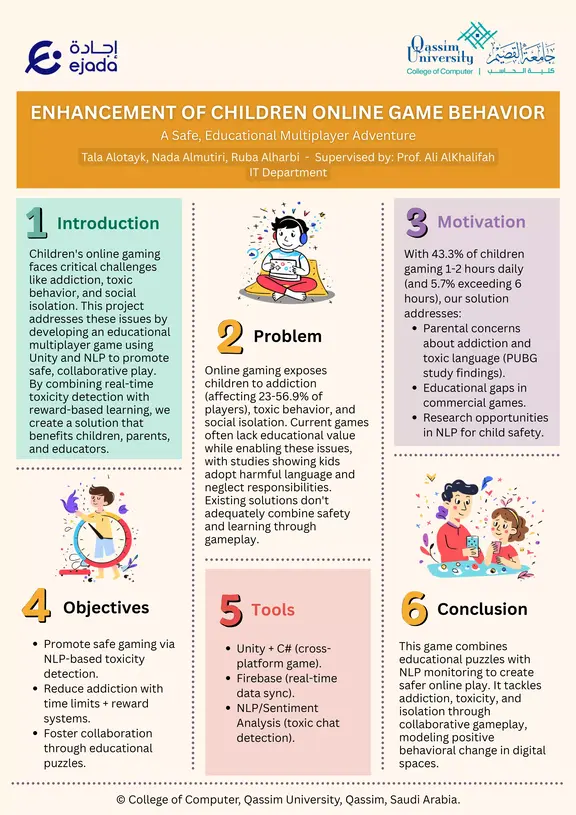 إجادة
ejada
Qassim
University
College of Computer
جامعة القصيم
كلية الحاسب
ENHANCEMENT OF CHILDREN ONLINE GAME BEHAVIOR
A Safe, Educational Multiplayer Adventure
Tala Alotayk, Nada Almutiri, Ruba Alharbi - Supervised by: Prof. Ali AlKhalifah
IT Department
1 Introduction
Children's online gaming
faces critical challenges
like addiction, toxic
behavior, and social
isolation. This project
addresses these issues by
developing an educational
multiplayer game using
Unity and NLP to promote
safe, collaborative play.
By combining real-time
toxicity detection with
reward-based learning, we
create a solution that
benefits children, parents,
and educators.
2 Problem
Online gaming exposes
children to addiction
(affecting 23-56.9% of
players), toxic behavior, and
social isolation. Current games
often lack educational value
while enabling these issues,
with studies showing kids
adopt harmful language and
neglect responsibilities.
Existing solutions don't
adequately combine safety
and learning through
gameplay.
3 Motivation
With 43.3% of children
gaming 1-2 hours daily
(and 5.7% exceeding 6
hours), our solution
addresses:
• Parental concerns
about addiction and
toxic language (PUBG
study findings).
• Educational gaps in
commercial games.
• Research opportunities
in NLP for child safety.
4 Objectives
• Promote safe gaming via
NLP-based toxicity
detection.
• Reduce addiction with
time limits + reward
systems.
• Foster collaboration
through educational
puzzles.
5 Tools
• Unity + C# (cross-
platform game).
• Firebase (real-time
data sync).
• NLP/Sentiment
Analysis (toxic chat
detection).
6 Conclusion
This game combines
educational puzzles with
NLP monitoring to create
safer online play. It tackles
addiction, toxicity, and
isolation through
collaborative gameplay,
modeling positive
behavioral change in digital
spaces.
© College of Computer, Qassim University, Qassim, Saudi Arabia.